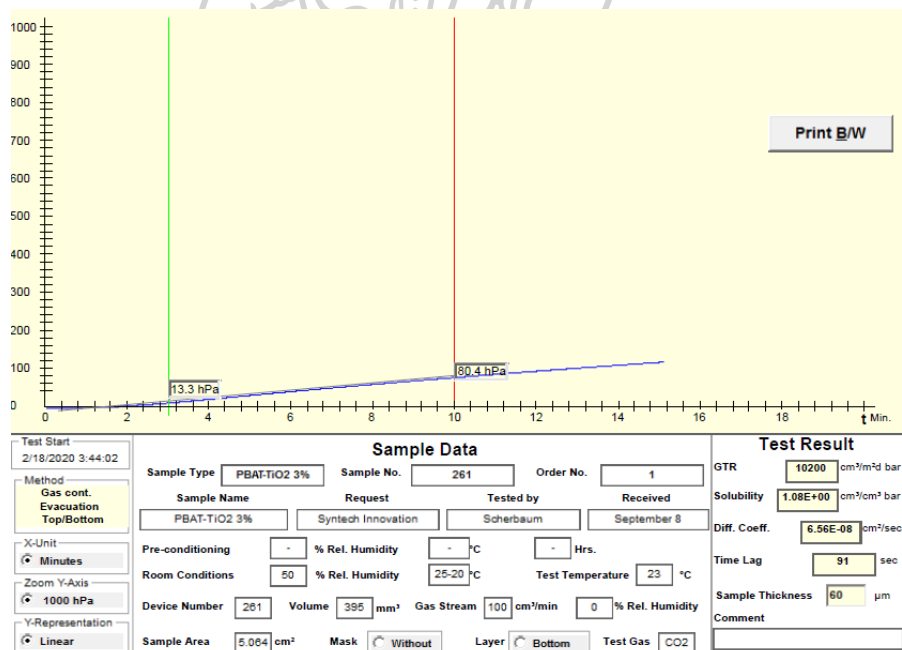 1000
900
800
700
600
500
400
300
200
100
0
Print B/W
13.3 hPa
80.4 hPa
0 2 4 6 8 10 12 14 16 18 t Min.
Test Start
2/18/2020 3:44:02
Method
Gas cont.
Evacuation
Top/Bottom
X-Unit
Minutes
Zoom Y-Axis
1000 hPa
Y-Representation
Linear
Sample Data
Sample Type PBAT-TiO2 3% Sample No. 261 Order No. 1
Sample Name Request Tested by Received
PBAT-TiO2 3% Syntech Innovation Scherbaum September 8
Pre-conditioning - % Rel. Humidity - °C - Hrs.
Room Conditions 50 % Rel. Humidity 25-20 °C Test Temperature 23 °C
Device Number 261 Volume 395 mm³ Gas Stream 100 cm³/min 0 % Rel. Humidity
Sample Area 5.064 cm² Mask Without Layer Bottom Test Gas CO2
Test Result
GTR 10200 cm³/m²d bar
Solubility 1.08E+00 cm³/cm³ bar
Diff. Coeff. 6.56E-08 cm²/sec
Time Lag 91 sec
Sample Thickness 60 µm
Comment